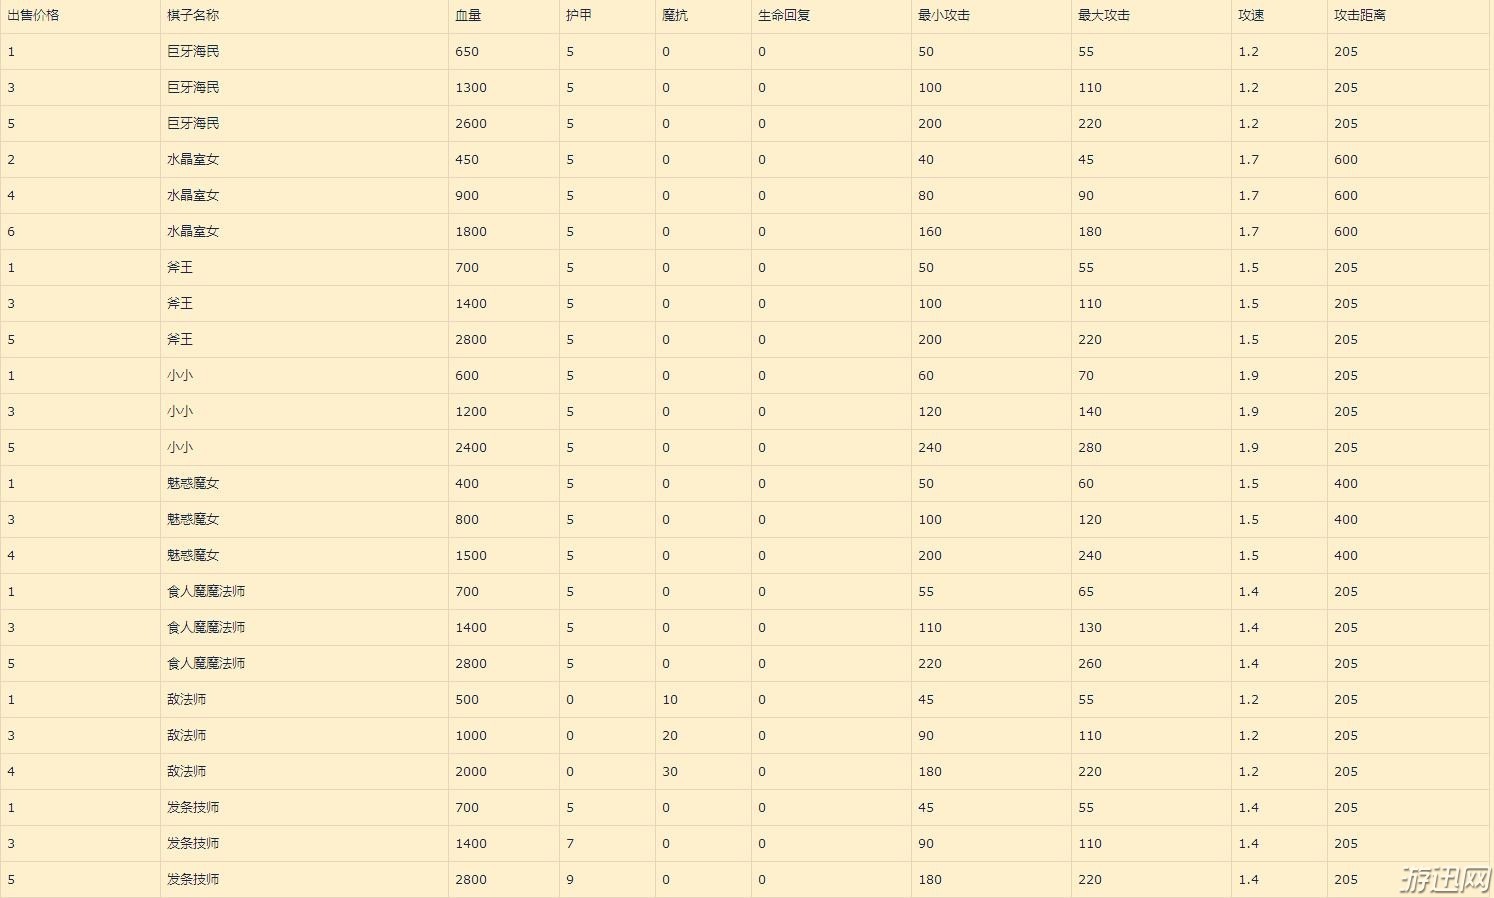 出售价格 棋子名称 血量 护甲 魔抗 生命回复 最小攻击 最大攻击 攻速 攻击距离
1 巨牙海民 650 5 0 0 50 55 1.2 205
3 巨牙海民 1300 5 0 0 100 110 1.2 205
5 巨牙海民 2600 5 0 0 200 220 1.2 205
2 水晶室女 450 5 0 0 40 45 1.7 600
4 水晶室女 900 5 0 0 80 90 1.7 600
6 水晶室女 1800 5 0 0 160 180 1.7 600
1 斧王 700 5 0 0 50 55 1.5 205
3 斧王 1400 5 0 0 100 110 1.5 205
5 斧王 2800 5 0 0 200 220 1.5 205
1 小小 600 5 0 0 60 70 1.9 205
3 小小 1200 5 0 0 120 140 1.9 205
5 小小 2400 5 0 0 240 280 1.9 205
1 魅惑魔女 400 5 0 0 50 60 1.5 400
3 魅惑魔女 800 5 0 0 100 120 1.5 400
4 魅惑魔女 1500 5 0 0 200 240 1.5 400
1 食人魔魔法师 700 5 0 0 55 65 1.4 205
3 食人魔魔法师 1400 5 0 0 110 130 1.4 205
5 食人魔魔法师 2800 5 0 0 220 260 1.4 205
1 敌法师 500 0 10 0 45 55 1.2 205
3 敌法师 1000 0 20 0 90 110 1.2 205
4 敌法师 2000 0 30 0 180 220 1.2 205
1 发条技师 700 5 0 0 45 55 1.4 205
3 发条技师 1400 7 0 0 90 110 1.4 205
5 发条技师 2800 9 0 0 180 220 1.4 205
游迅网